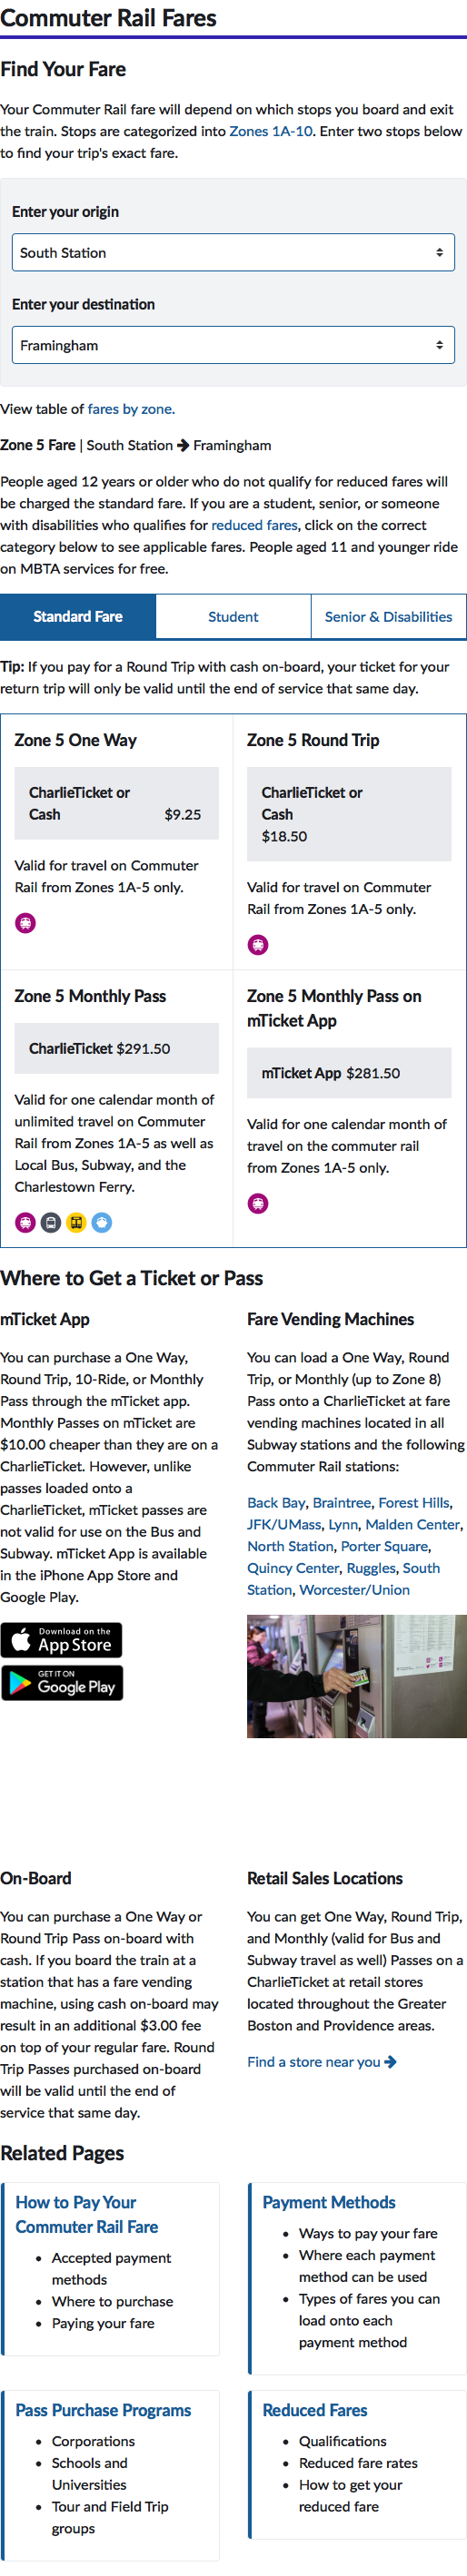 Commuter Rail Fares
Find Your Fare
Your Commuter Rail fare will depend on which stops you board and exit
the train. Stops are categorized into Zones 1A-10. Enter two stops below
to find your trip's exact fare.
Enter your origin
South Station
Enter your destination
Framingham
View table of fares by zone.
Zone 5 Fare | South Station → Framingham
People aged 12 years or older who do not qualify for reduced fares will
be charged the standard fare. If you are a student, senior, or someone
with disabilities who qualifies for reduced fares, click on the correct
category below to see applicable fares. People aged 11 and younger ride
on MBTA services for free.
Standard Fare
Student
Senior & Disabilities
Tip: If you pay for a Round Trip with cash on-board, your ticket for your
return trip will only be valid until the end of service that same day.
Zone 5 One Way
CharlieTicket or
Cash $9.25
Valid for travel on Commuter
Rail from Zones 1A-5 only.
Zone 5 Round Trip
CharlieTicket or
Cash
$18.50
Valid for travel on Commuter
Rail from Zones 1A-5 only.
Zone 5 Monthly Pass
CharlieTicket $291.50
Valid for one calendar month of
unlimited travel on Commuter
Rail from Zones 1A-5 as well as
Local Bus, Subway, and the
Charlestown Ferry.
Zone 5 Monthly Pass on
mTicket App
mTicket App $281.50
Valid for one calendar month of
travel on the commuter rail
from Zones 1A-5 only.
Where to Get a Ticket or Pass
mTicket App
You can purchase a One Way,
Round Trip, 10-Ride, or Monthly
Pass through the mTicket app.
Monthly Passes on mTicket are
$10.00 cheaper than they are on a
CharlieTicket. However, unlike
passes loaded onto a
CharlieTicket, mTicket passes are
not valid for use on the Bus and
Subway. mTicket App is available
in the iPhone App Store and
Google Play.
Download on the
App Store
GET IT ON
Google Play
Fare Vending Machines
You can load a One Way, Round
Trip, or Monthly (up to Zone 8)
Pass onto a CharlieTicket at fare
vending machines located in all
Subway stations and the following
Commuter Rail stations:
Back Bay, Braintree, Forest Hills,
JFK/UMass, Lynn, Malden Center,
North Station, Porter Square,
Quincy Center, Ruggles, South
Station, Worcester/Union
On-Board
You can purchase a One Way or
Round Trip Pass on-board with
cash. If you board the train at a
station that has a fare vending
machine, using cash on-board may
result in an additional $3.00 fee
on top of your regular fare. Round
Trip Passes purchased on-board
will be valid until the end of
service that same day.
Retail Sales Locations
You can get One Way, Round Trip,
and Monthly (valid for Bus and
Subway travel as well) Passes on a
CharlieTicket at retail stores
located throughout the Greater
Boston and Providence areas.
Find a store near you →
Related Pages
How to Pay Your
Commuter Rail Fare
• Accepted payment
methods
• Where to purchase
• Paying your fare
Payment Methods
• Ways to pay your fare
• Where each payment
method can be used
• Types of fares you can
load onto each
payment method
Pass Purchase Programs
• Corporations
• Schools and
Universities
• Tour and Field Trip
groups
Reduced Fares
• Qualifications
• Reduced fare rates
• How to get your
reduced fare